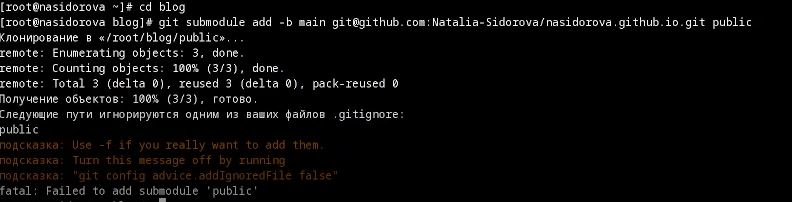 [root@nasidorova ~]# cd blog
[root@nasidorova blog]# git submodule add -b main git@github.com:Natalia-Sidorova/nasidorova.github.io.git public
Клонирование в «/root/blog/public»...
remote: Enumerating objects: 3, done.
remote: Counting objects: 100% (3/3), done.
remote: Total 3 (delta 0), reused 3 (delta 0), pack-reused 0
Получение объектов: 100% (3/3), готово.
Следующие пути игнорируются одним из ваших файлов .gitignore:
public
подсказка: Use -f if you really want to add them.
подсказка: Turn this message off by running
подсказка: "git config advice.addIgnoredFile false"
fatal: Failed to add submodule 'public'